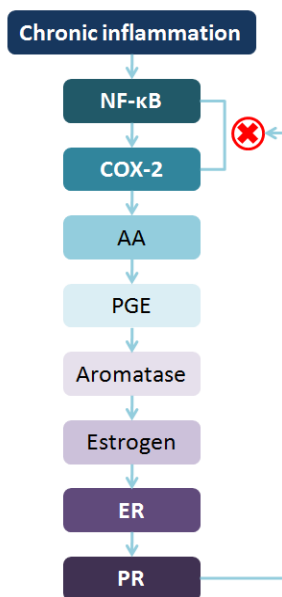 Chronic inflammation
NF-κB
COX-2
AA
PGE
Aromatase
Estrogen
ER
PR